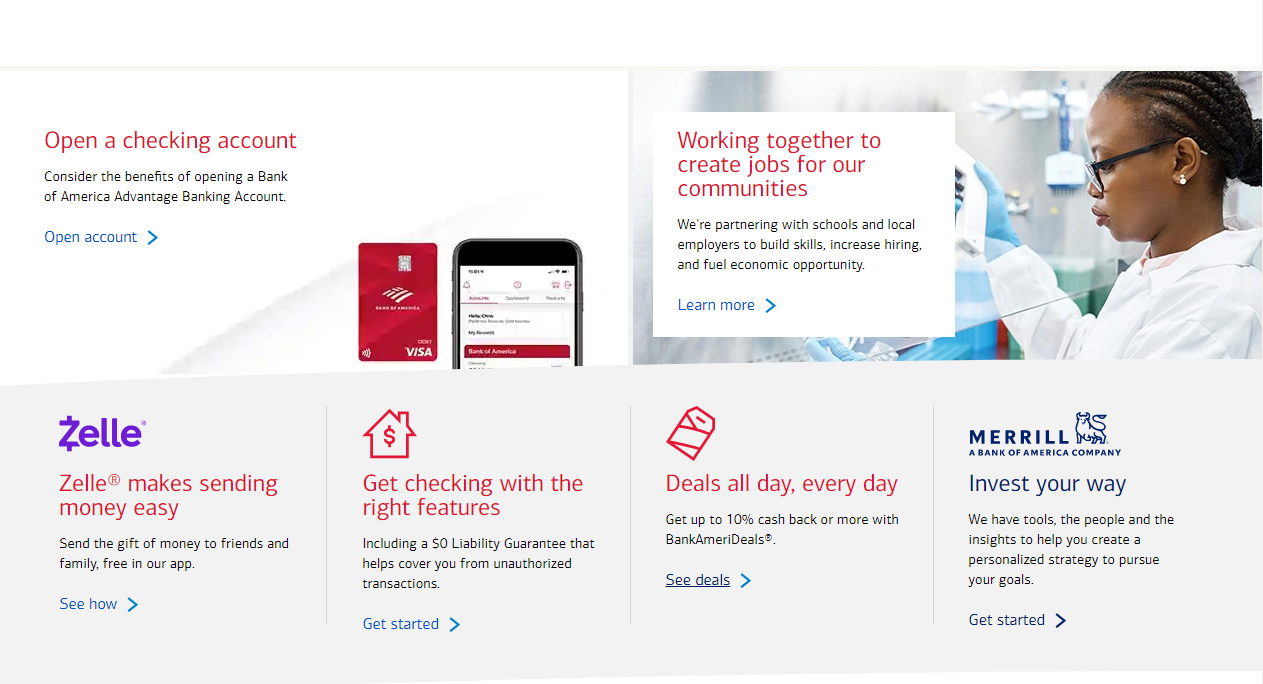 Open a checking account
Consider the benefits of opening a Bank
of America Advantage Banking Account.
Open account
BANK OF AMERICA
DEBIT
VISA
11:01
Accounts
Dashboard
Products
Hello, Chris
My Rewards
Bank of America
Working together to
create jobs for our
communities
We're partnering with schools and local
employers to build skills, increase hiring,
and fuel economic opportunity.
Learn more
Zelle®
Zelle® makes sending
money easy
Send the gift of money to friends and
family, free in our app.
See how
$
Get checking with the
right features
Including a $0 Liability Guarantee that
helps cover you from unauthorized
transactions.
Get started
Deals all day, every day
Get up to 10% cash back or more with
BankAmeriDeals®.
See deals
MERRILL
A BANK OF AMERICA COMPANY
Invest your way
We have tools, the people and the
insights to help you create a
personalized strategy to pursue
your goals.
Get started